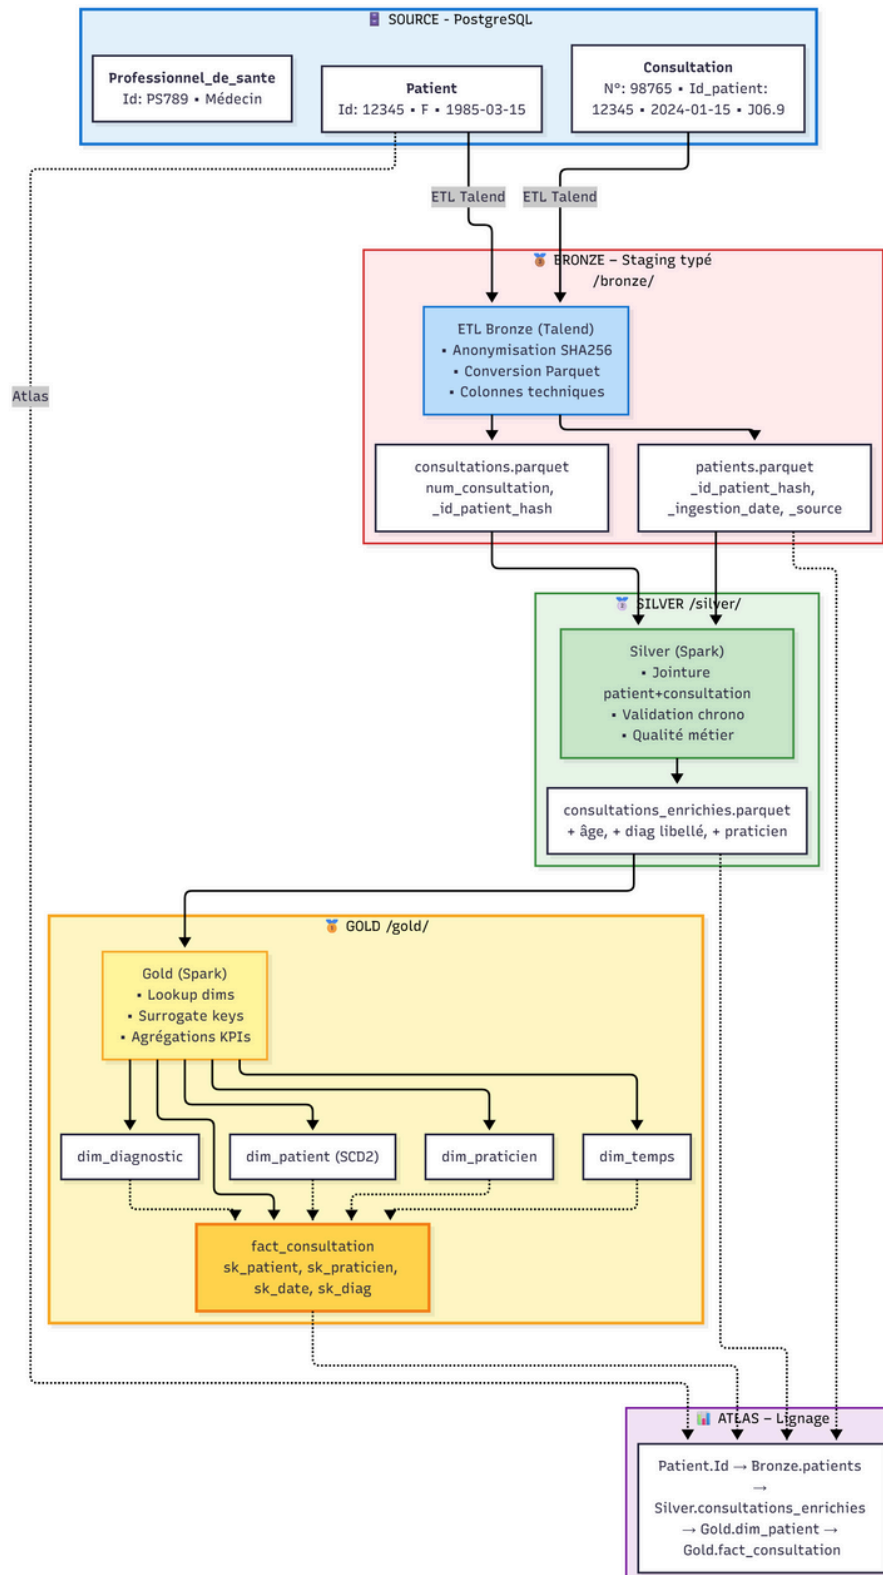 SOURCE - PostgreSQL
Professionnel_de_sante
Id: PS789 ▪ Médecin
Patient
Id: 12345 ▪ F ▪ 1985-03-15
Consultation
N°: 98765 ▪ Id_patient:
12345 ▪ 2024-01-15 ▪ J06.9
ETL Talend
ETL Talend
BRONZE – Staging typé
/bronze/
ETL Bronze (Talend)
▪ Anonymisation SHA256
▪ Conversion Parquet
▪ Colonnes techniques
Atlas
consultations.parquet
num_consultation,
_id_patient_hash
patients.parquet
_id_patient_hash,
_ingestion_date, _source
SILVER /silver/
Silver (Spark)
▪ Jointure
patient+consultation
▪ Validation chrono
▪ Qualité métier
consultations_enrichies.parquet
+ âge, + diag libellé, + praticien
GOLD /gold/
Gold (Spark)
▪ Lookup dims
▪ Surrogate keys
▪ Agrégations KPIs
dim_diagnostic
dim_patient (SCD2)
dim_praticien
dim_temps
fact_consultation
sk_patient, sk_praticien,
sk_date, sk_diag
ATLAS – Lignage
Patient.Id → Bronze.patients
→
Silver.consultations_enrichies
→ Gold.dim_patient →
Gold.fact_consultation